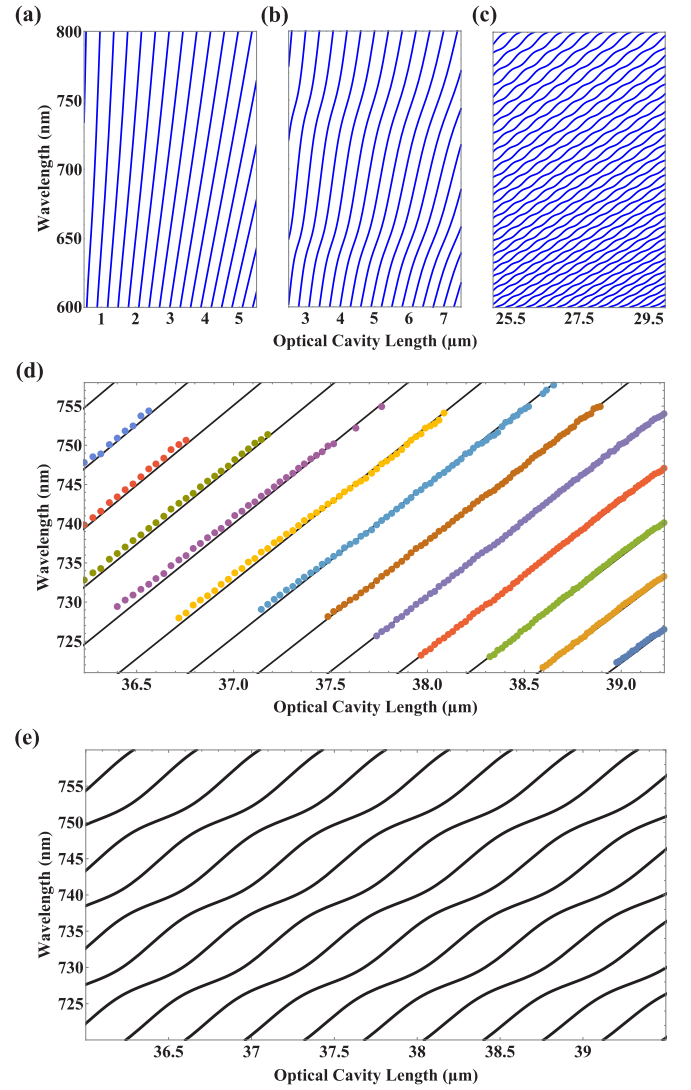 (a)
(b)
(c)
800
750
700
650
600
Wavelength (nm)
1 2 3 4 5
3 4 5 6 7
25.5 27.5 29.5
Optical Cavity Length (µm)
(d)
755
750
745
740
735
730
725
Wavelength (nm)
36.5 37.0 37.5 38.0 38.5 39.0
Optical Cavity Length (µm)
(e)
755
750
745
740
735
730
725
Wavelength (nm)
36.5 37 37.5 38 38.5 39
Optical Cavity Length (µm)